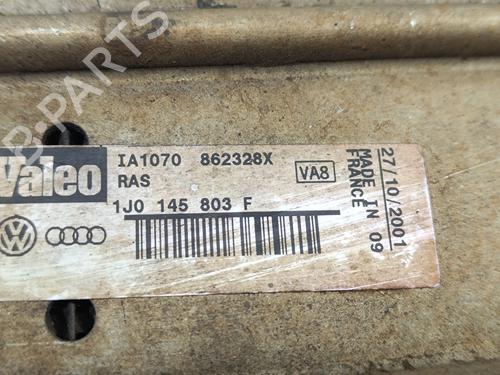 Valeo
IA1070 862328X
RAS
1J0 145 803 F
VA8
MADE IN 09
FRANCE
27/10/2001
B-PARTS